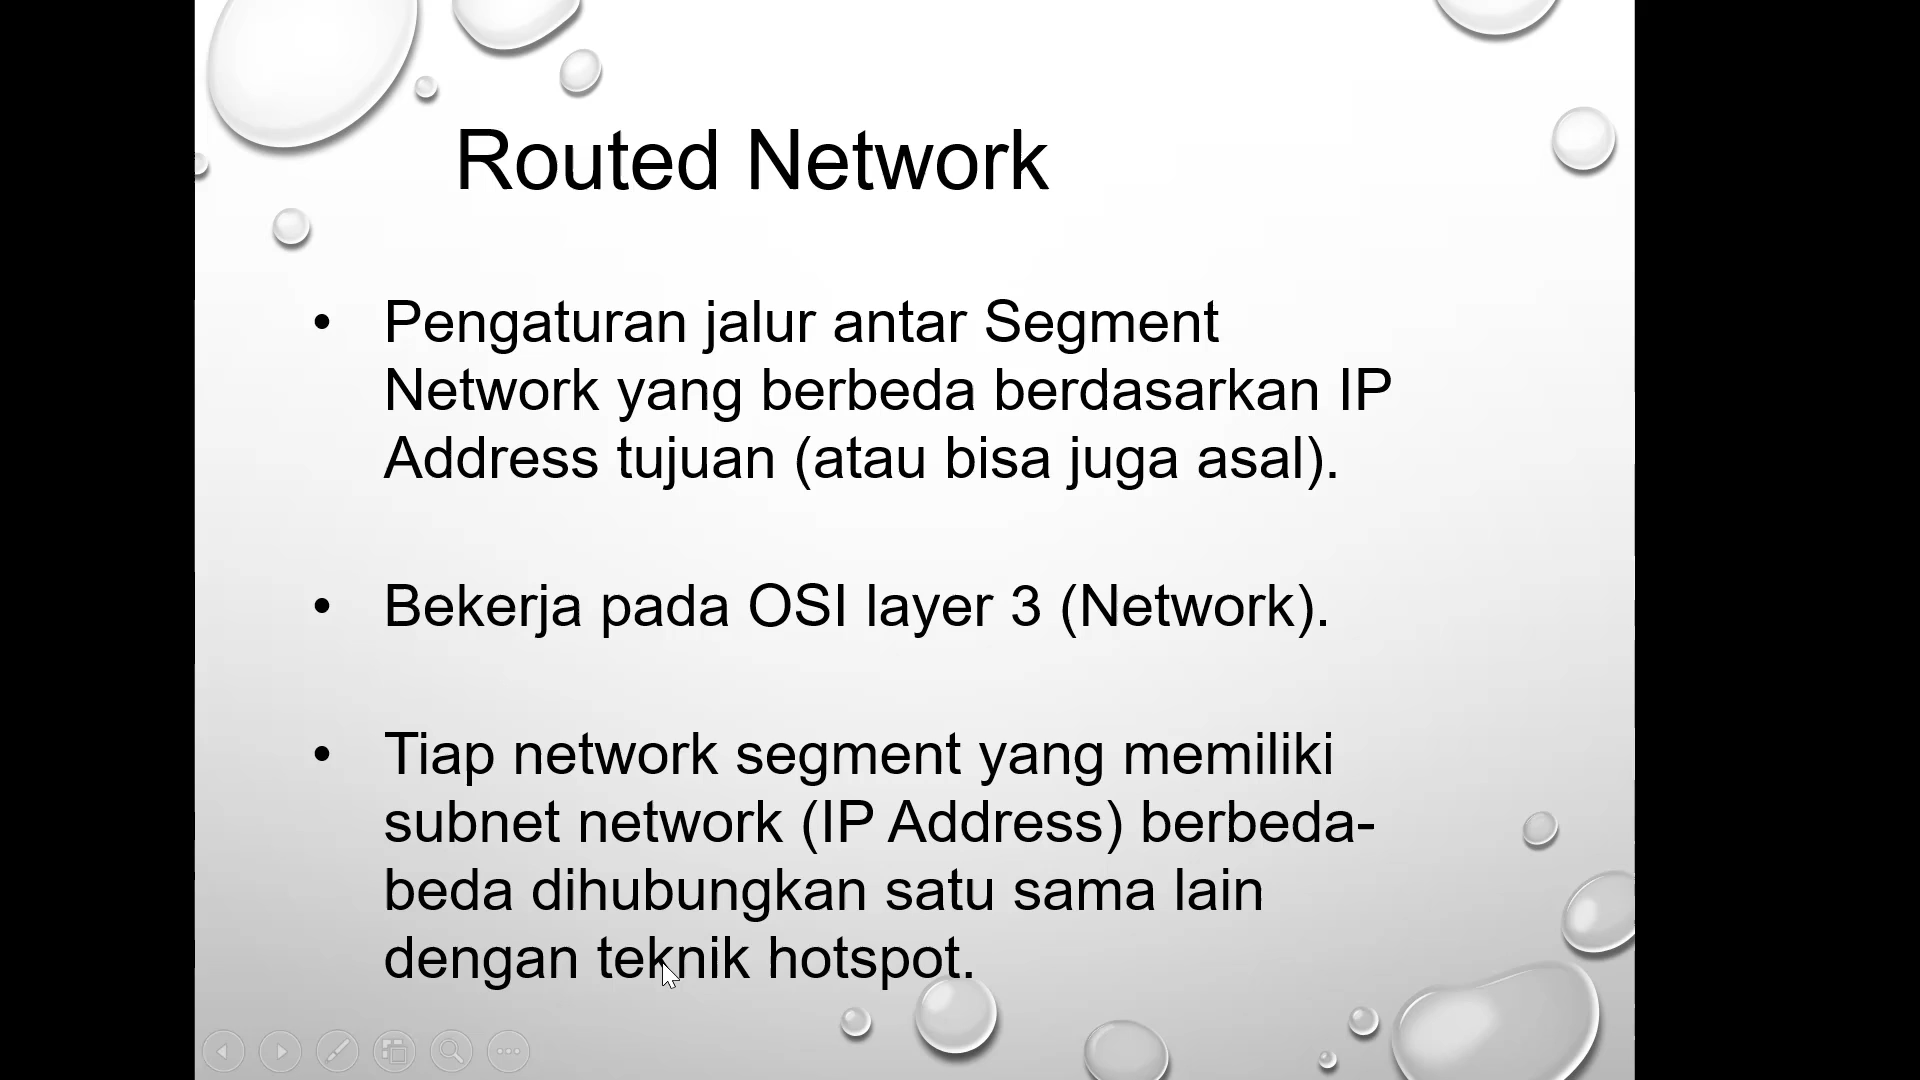 Routed Network
• Pengaturan jalur antar Segment
Network yang berbeda berdasarkan IP
Address tujuan (atau bisa juga asal).
• Bekerja pada OSI layer 3 (Network).
• Tiap network segment yang memiliki
subnet network (IP Address) berbeda-
beda dihubungkan satu sama lain
dengan teknik hotspot.